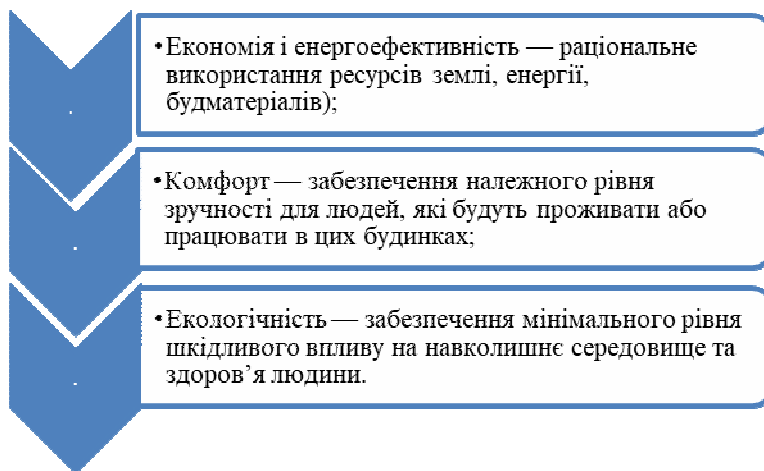 •Економія і енергоефективність — раціональне
використання ресурсів землі, енергії,
будматеріалів);
•Комфорт — забезпечення належного рівня
зручності для людей, які будуть проживати або
працювати в цих будинках;
•Екологічність — забезпечення мінімального рівня
шкідливого впливу на навколишнє середовище та
здоров’я людини.